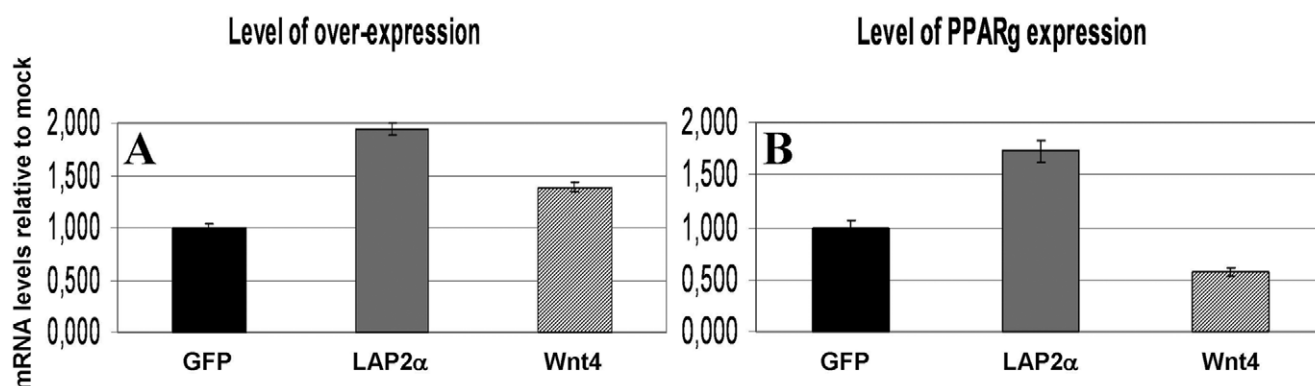 Level of over-expression
Level of PPARg expression
mRNA levels relative to mock
A
2,000
1,500
1,000
0,500
0,000
GFP LAP2α Wnt4
B
2,000
1,500
1,000
0,500
0,000
GFP LAP2α Wnt4